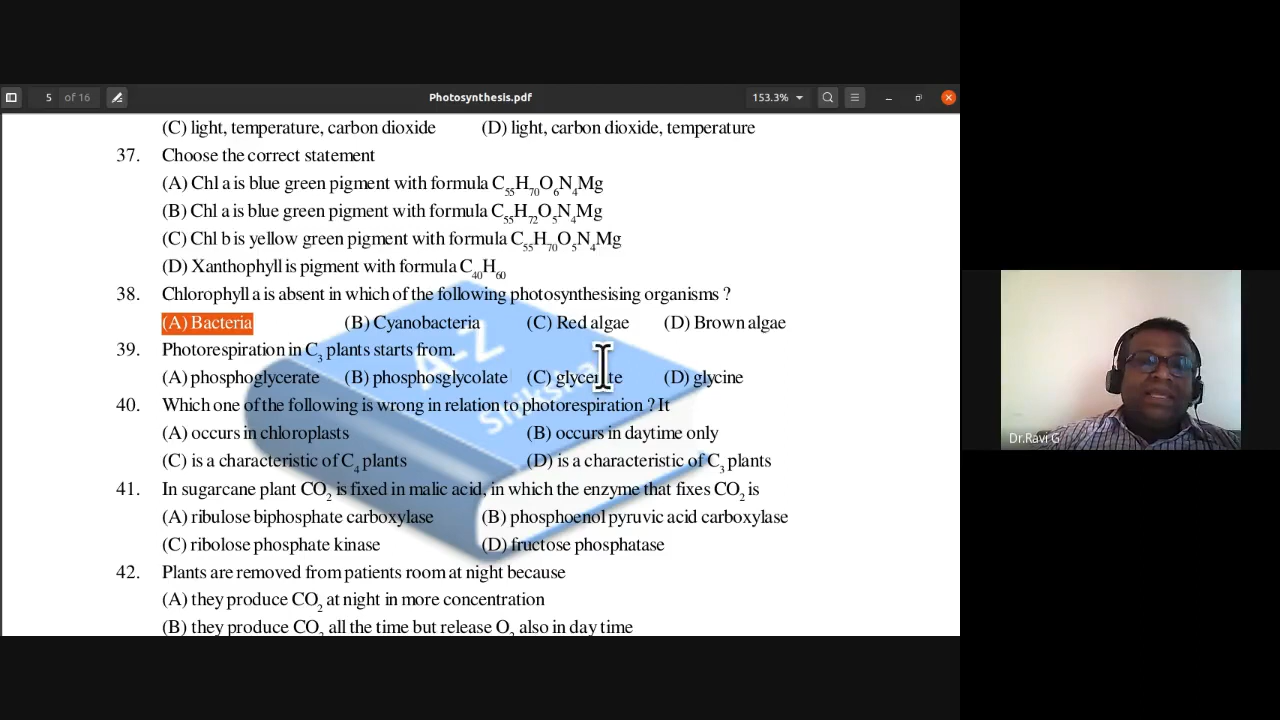 5 of 16
Photosynthesis.pdf
153.3%
(C) light, temperature, carbon dioxide (D) light, carbon dioxide, temperature
37. Choose the correct statement
(A) Chl a is blue green pigment with formula C55H70O6N4Mg
(B) Chl a is blue green pigment with formula C55H72O5N4Mg
(C) Chl b is yellow green pigment with formula C55H70O5N4Mg
(D) Xanthophyll is pigment with formula C40H60
38. Chlorophyll a is absent in which of the following photosynthesising organisms ?
(A) Bacteria (B) Cyanobacteria (C) Red algae (D) Brown algae
39. Photorespiration in C3 plants starts from.
(A) phosphoglycerate (B) phosphosglycolate (C) glycerate (D) glycine
40. Which one of the following is wrong in relation to photorespiration ? It
(A) occurs in chloroplasts (B) occurs in daytime only
(C) is a characteristic of C4 plants (D) is a characteristic of C3 plants
41. In sugarcane plant CO2 is fixed in malic acid, in which the enzyme that fixes CO2 is
(A) ribulose biphosphate carboxylase (B) phosphoenol pyruvic acid carboxylase
(C) ribolose phosphate kinase (D) fructose phosphatase
42. Plants are removed from patients room at night because
(A) they produce CO2 at night in more concentration
(B) they produce CO2 all the time but release O2 also in day time
A-Z
Shiksha
Dr.Ravi G